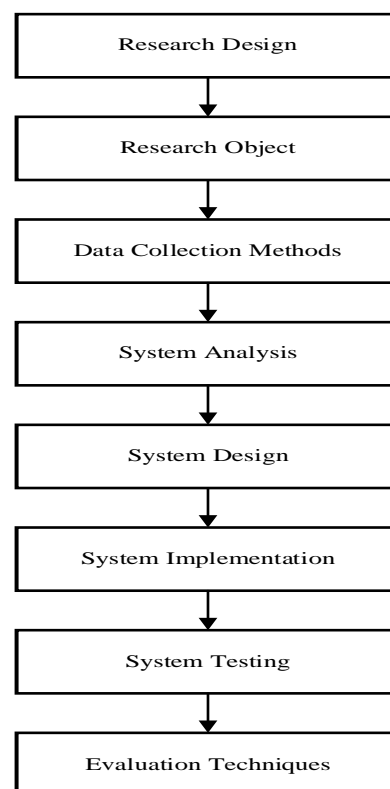 Research Design
Research Object
Data Collection Methods
System Analysis
System Design
System Implementation
System Testing
Evaluation Techniques